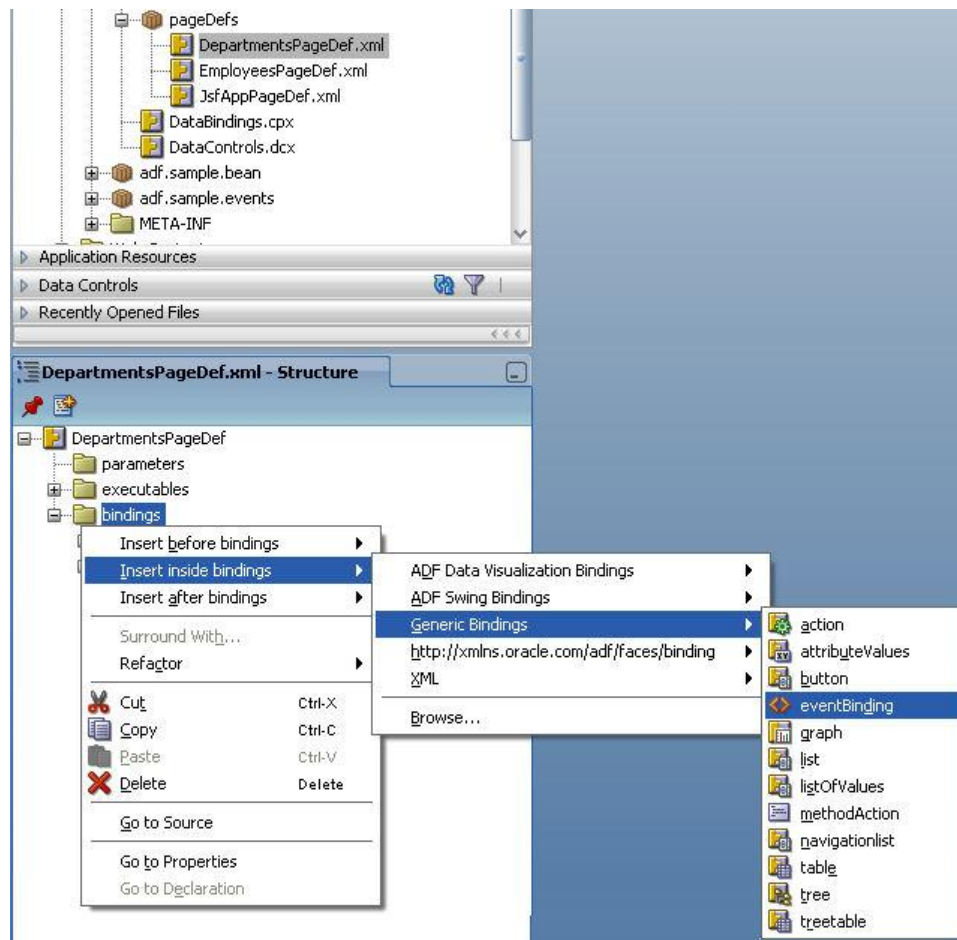 pageDefs
DepartmentsPageDef.xml
EmployeesPageDef.xml
JsfAppPageDef.xml
DataBindings.cpx
DataControls.dcx
adf.sample.bean
adf.sample.events
META-INF
Application Resources
Data Controls
Recently Opened Files
DepartmentsPageDef.xml - Structure
DepartmentsPageDef
parameters
executables
bindings
Insert before bindings
Insert inside bindings
Insert after bindings
Surround With...
Refactor
Cut Ctrl-X
Copy Ctrl-C
Paste Ctrl-V
Delete Delete
Go to Source
Go to Properties
Go to Declaration
ADF Data Visualization Bindings
ADF Swing Bindings
Generic Bindings
http://xmlns.oracle.com/adf/faces/binding
XML
Browse...
action
attributeValues
button
eventBinding
graph
list
listOfValues
methodAction
navigationlist
table
tree
treetable